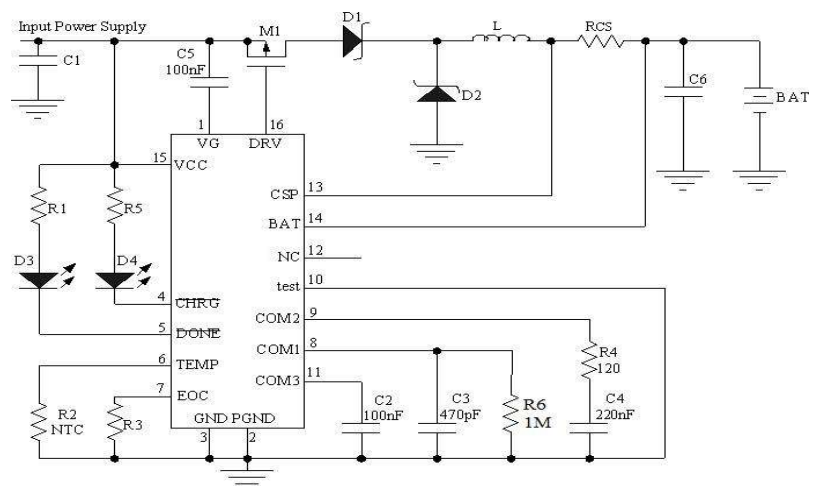 Input Power Supply
C1
C5
100nF
M1
D1
L
RCS
D2
C6
BAT
1
16
VG
DRV
15
VCC
13
CSP
14
BAT
12
NC
10
test
9
COM2
8
COM1
11
COM3
R1
R5
D3
D4
4
CHRG
5
DONE
6
TEMP
7
EOC
R2
NTC
R3
GND PGND
3
2
C2
100nF
C3
470pF
R6
1M
R4
120
C4
220nF